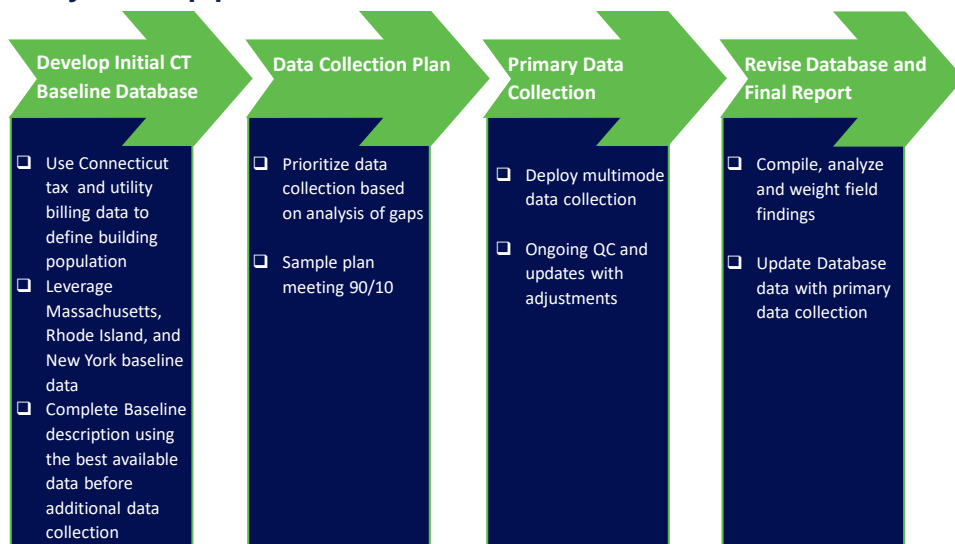 Develop Initial CT
Baseline Database
❑ Use Connecticut
tax and utility
billing data to
define building
population
❑ Leverage
Massachusetts,
Rhode Island, and
New York baseline
data
❑ Complete Baseline
description using
the best available
data before
additional data
collection
Data Collection Plan
❑ Prioritize data
collection based
on analysis of gaps
❑ Sample plan
meeting 90/10
Primary Data
Collection
❑ Deploy multimode
data collection
❑ Ongoing QC and
updates with
adjustments
Revise Database and
Final Report
❑ Compile, analyze
and weight field
findings
❑ Update Database
data with primary
data collection